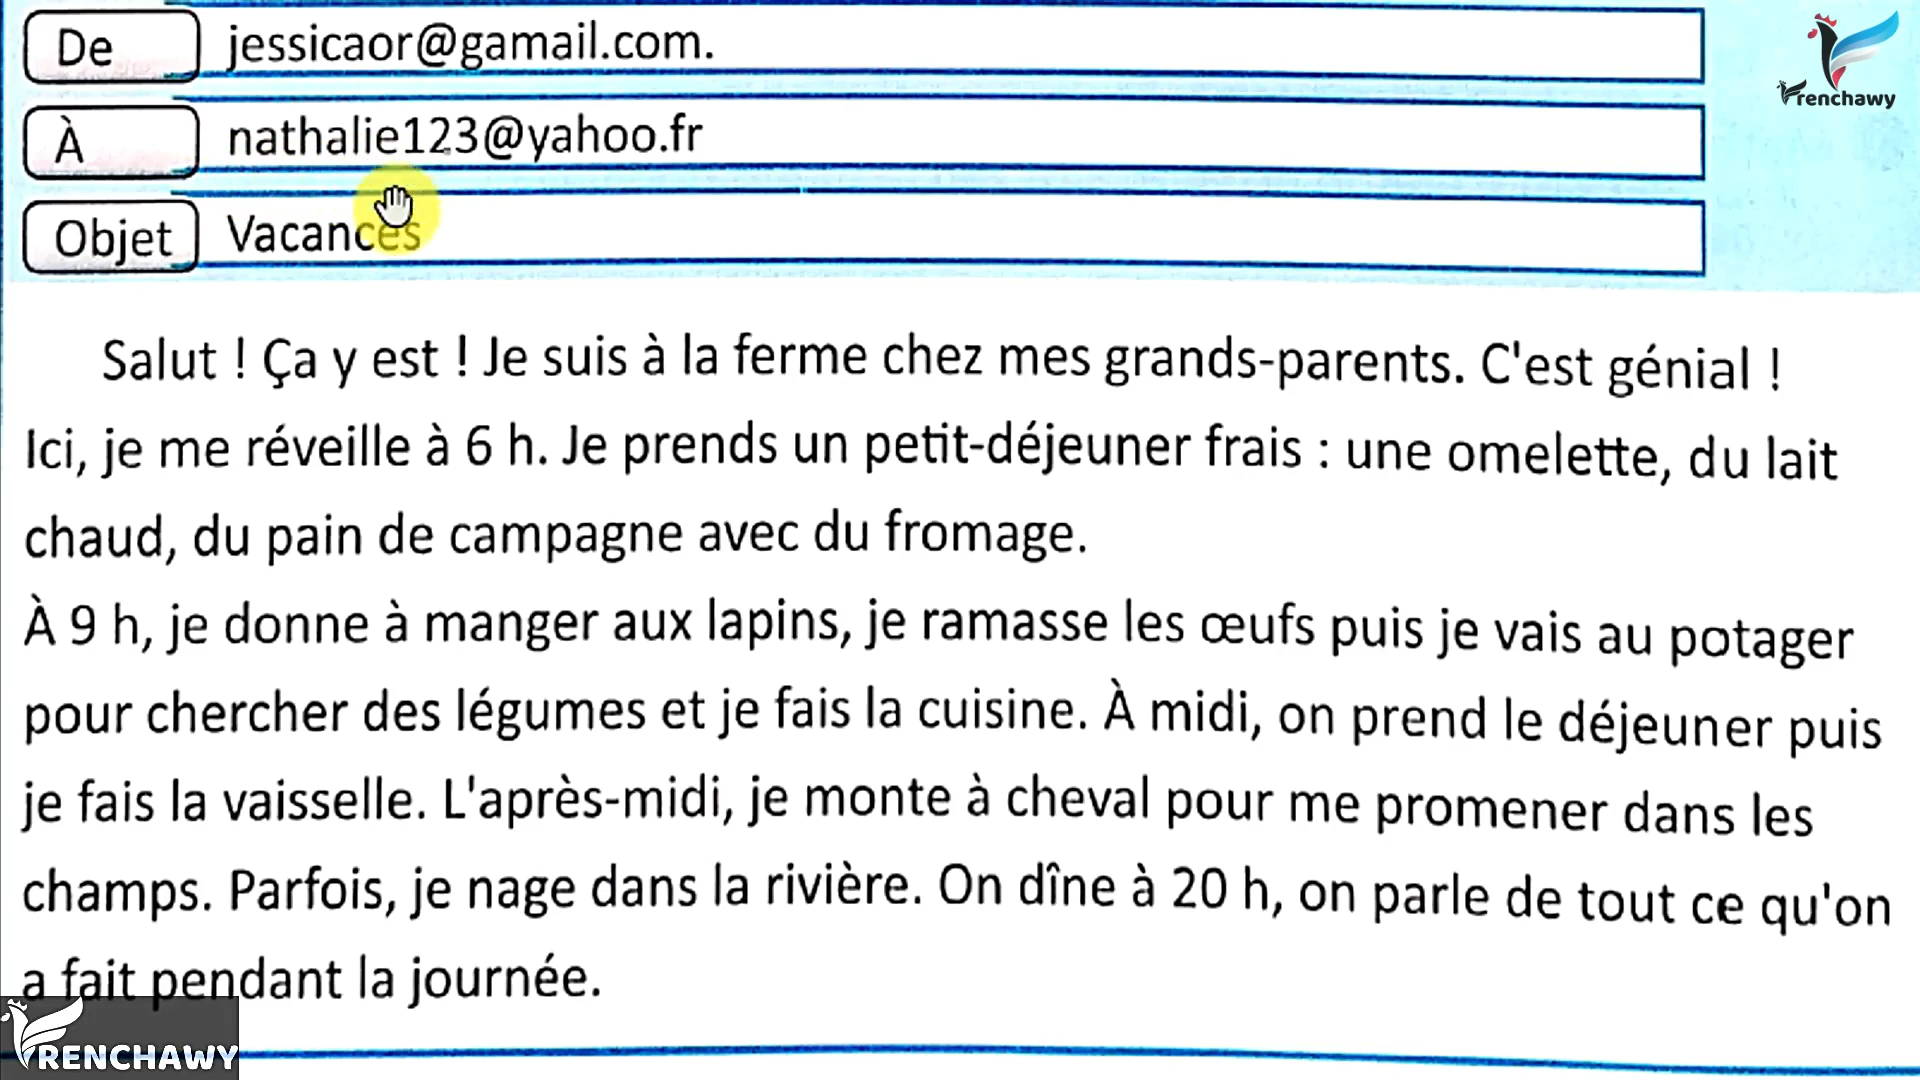 De jessicaor@gamail.com.
renchawy
À nathalie123@yahoo.fr
Objet Vacances
Salut ! Ça y est ! Je suis à la ferme chez mes grands-parents. C'est génial !
Ici, je me réveille à 6 h. Je prends un petit-déjeuner frais : une omelette, du lait
chaud, du pain de campagne avec du fromage.
À 9 h, je donne à manger aux lapins, je ramasse les œufs puis je vais au potager
pour chercher des légumes et je fais la cuisine. À midi, on prend le déjeuner puis
je fais la vaisselle. L'après-midi, je monte à cheval pour me promener dans les
champs. Parfois, je nage dans la rivière. On dîne à 20 h, on parle de tout ce qu'on
a fait pendant la journée.
RENCHAWY